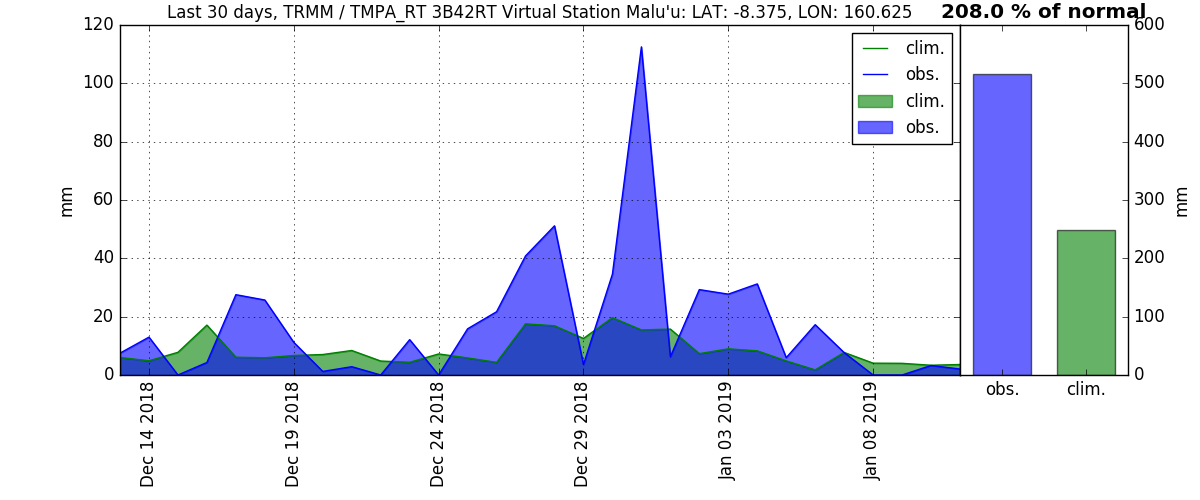 Last 30 days, TRMM / TMPA_RT 3B42RT Virtual Station Malu'u: LAT: -8.375, LON: 160.625
208.0 % of normal
120
100
80
60
40
20
0
mm
clim.
obs.
clim.
obs.
Dec 14 2018
Dec 19 2018
Dec 24 2018
Dec 29 2018
Jan 03 2019
Jan 08 2019
600
500
400
300
200
100
0
mm
obs.
clim.